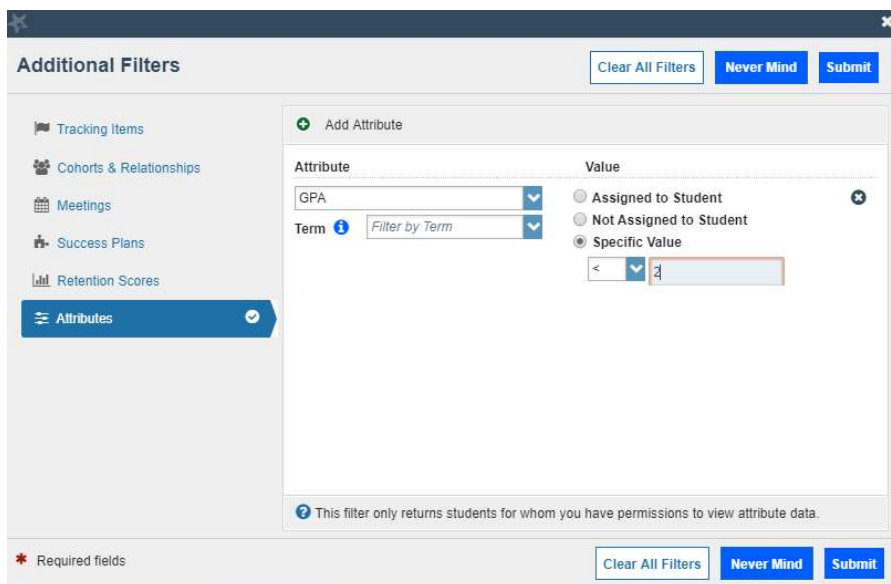 Additional Filters
Clear All Filters
Never Mind
Submit
Tracking Items
Cohorts & Relationships
Meetings
Success Plans
Retention Scores
Attributes
Add Attribute
Attribute
Value
GPA
Term
Filter by Term
Assigned to Student
Not Assigned to Student
Specific Value
< 2
This filter only returns students for whom you have permissions to view attribute data.
* Required fields
Clear All Filters
Never Mind
Submit